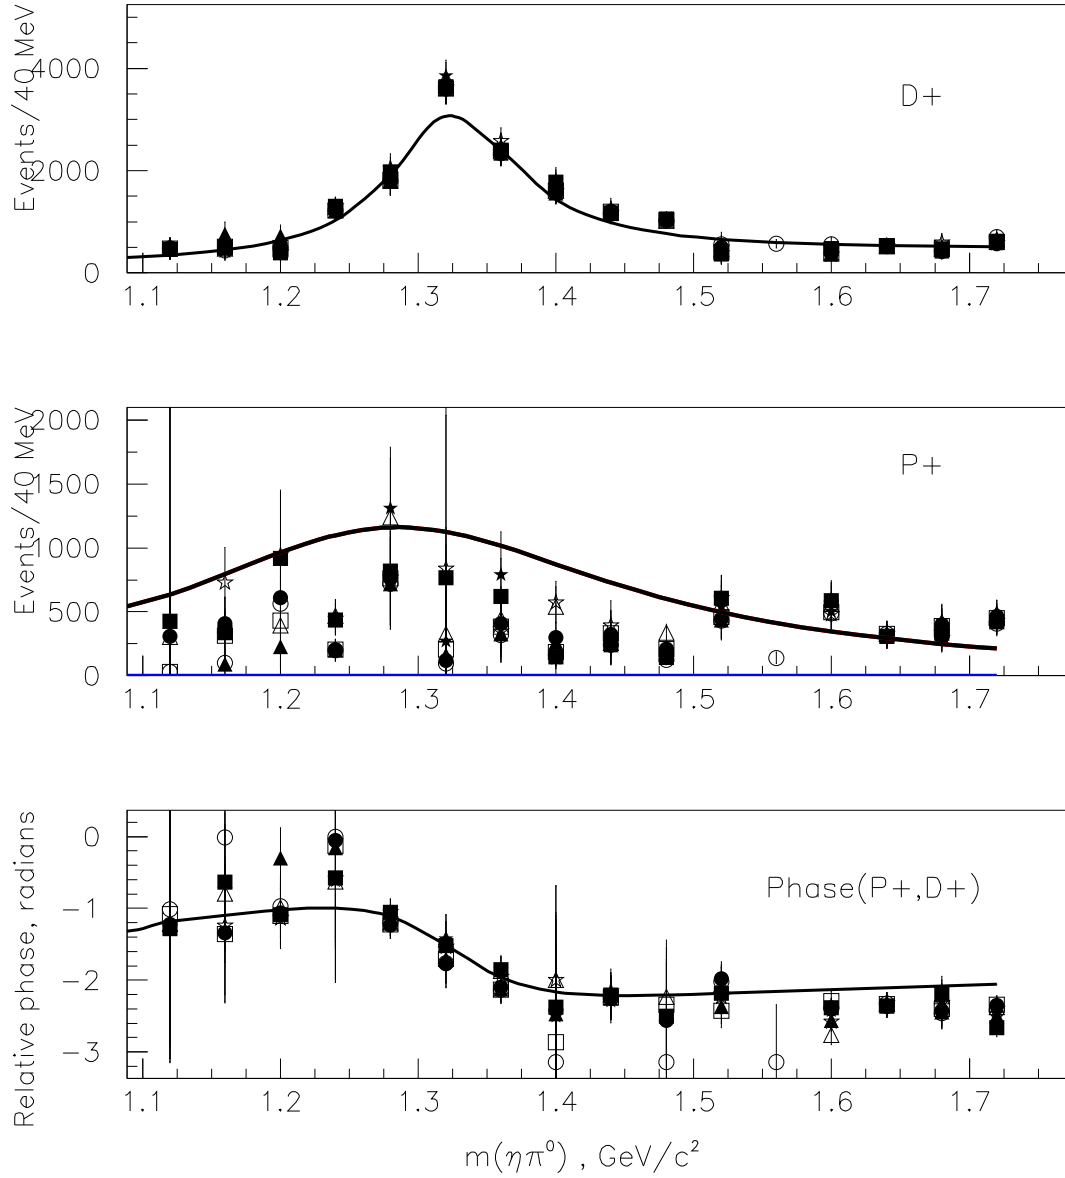 Events/40 MeV
D+
4000
2000
0
1.1 1.2 1.3 1.4 1.5 1.6 1.7
Events/40 MeV
P+
2000
1500
1000
500
0
1.1 1.2 1.3 1.4 1.5 1.6 1.7
Relative phase, radians
Phase(P+,D+)
0
−1
−2
−3
1.1 1.2 1.3 1.4 1.5 1.6 1.7
m(ηπ⁰) , GeV/c²